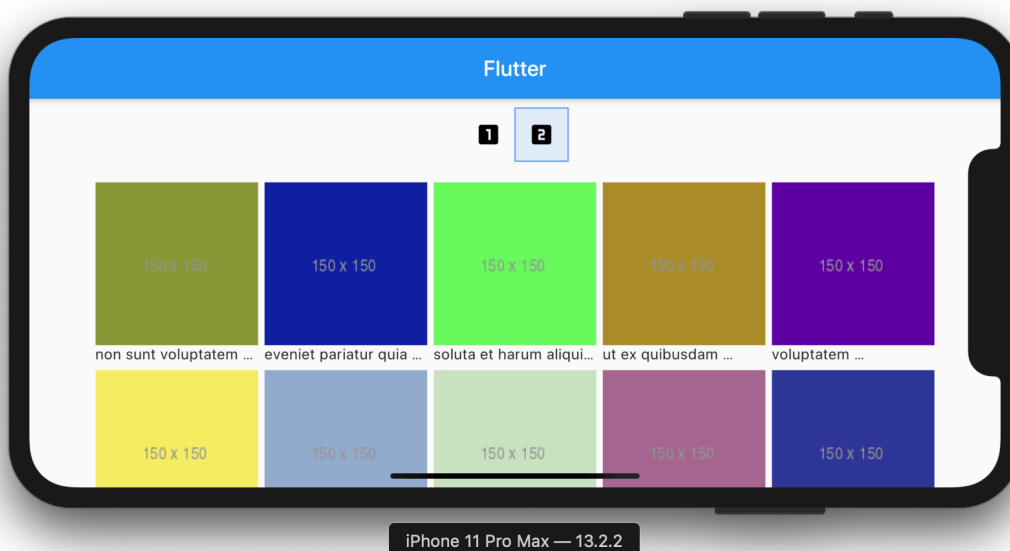 Flutter
1 2
150 x 150 150 x 150 150 x 150 150 x 150 150 x 150
non sunt voluptatem ... eveniet pariatur quia ... soluta et harum aliqui... ut ex quibusdam ... voluptatem ...
150 x 150 150 x 150 150 x 150 150 x 150 150 x 150
iPhone 11 Pro Max — 13.2.2